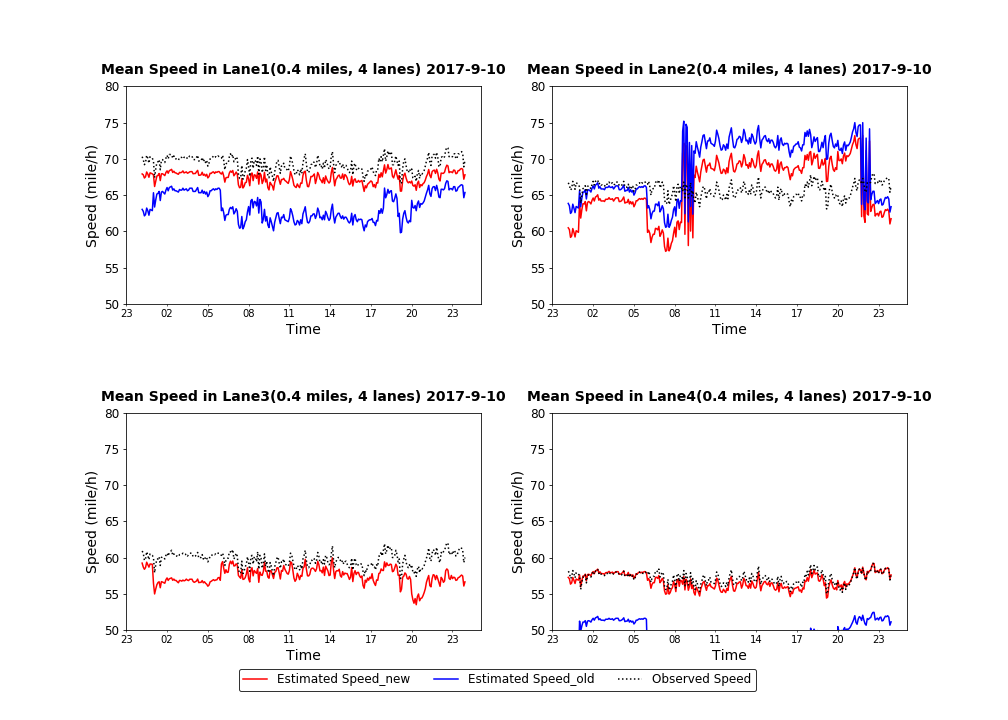 Mean Speed in Lane1(0.4 miles, 4 lanes) 2017-9-10
80
75
70
65
60
55
50
Speed (mile/h)
23 02 05 08 11 14 17 20 23
Time
Mean Speed in Lane2(0.4 miles, 4 lanes) 2017-9-10
80
75
70
65
60
55
50
Speed (mile/h)
23 02 05 08 11 14 17 20 23
Time
Mean Speed in Lane3(0.4 miles, 4 lanes) 2017-9-10
80
75
70
65
60
55
50
Speed (mile/h)
23 02 05 08 11 14 17 20 23
Time
Mean Speed in Lane4(0.4 miles, 4 lanes) 2017-9-10
80
75
70
65
60
55
50
Speed (mile/h)
23 02 05 08 11 14 17 20 23
Time
Estimated Speed_new Estimated Speed_old Observed Speed